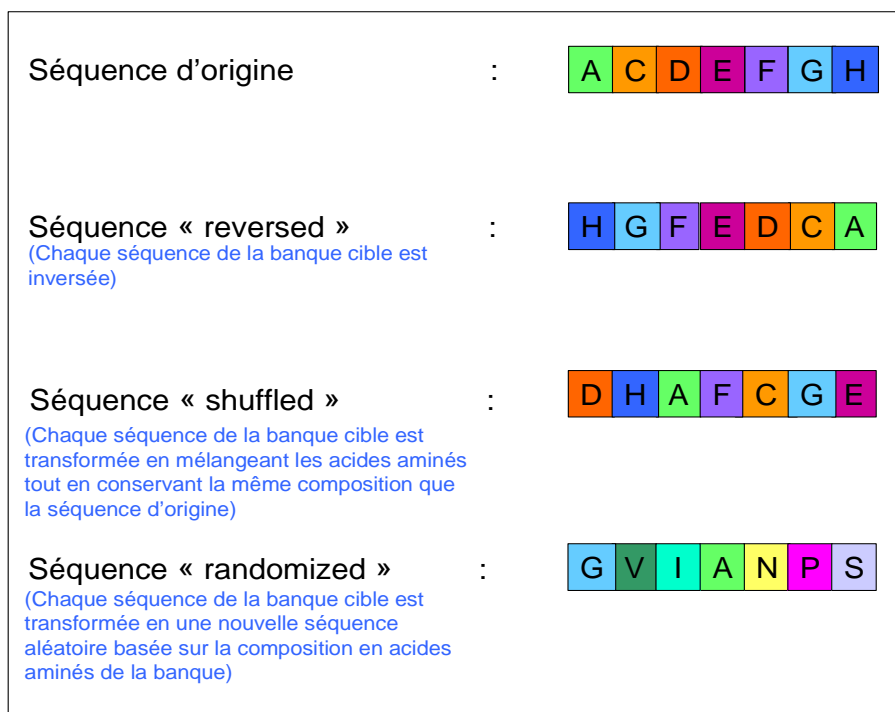 Séquence d'origine : A C D E F G H
Séquence « reversed » : H G F E D C A
(Chaque séquence de la banque cible est
inversée)
Séquence « shuffled » : D H A F C G E
(Chaque séquence de la banque cible est
transformée en mélangeant les acides aminés
tout en conservant la même composition que
la séquence d'origine)
Séquence « randomized » : G V I A N P S
(Chaque séquence de la banque cible est
transformée en une nouvelle séquence
aléatoire basée sur la composition en acides
aminés de la banque)